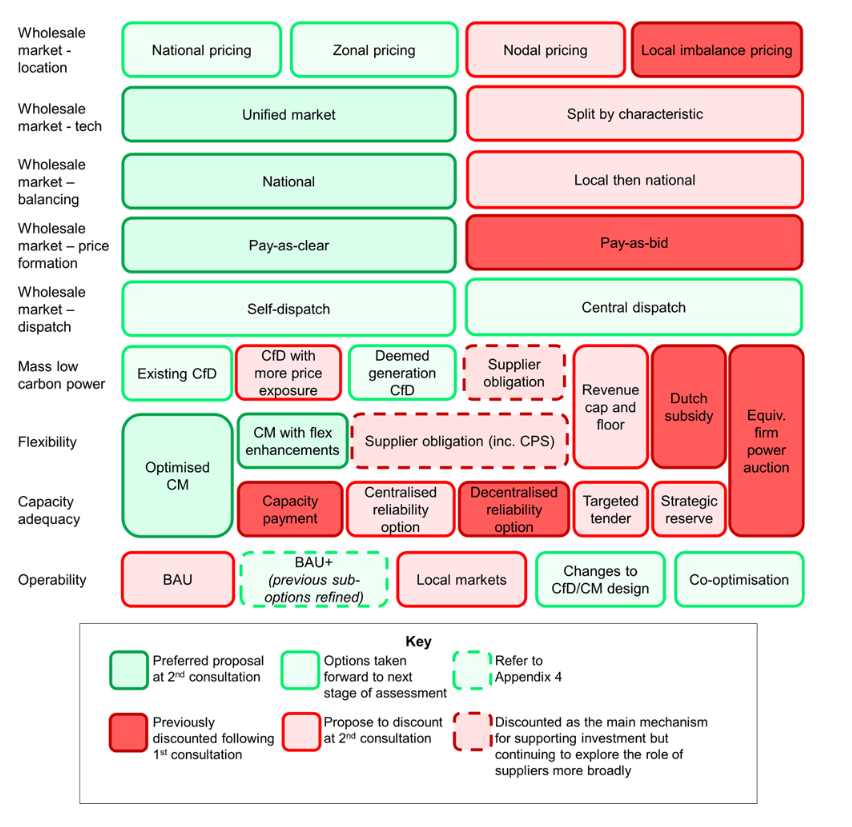 Wholesale
market -
location
National pricing
Zonal pricing
Nodal pricing
Local imbalance pricing
Wholesale
market - tech
Unified market
Split by characteristic
Wholesale
market –
balancing
National
Local then national
Wholesale
market – price
formation
Pay-as-clear
Pay-as-bid
Wholesale
market –
dispatch
Self-dispatch
Central dispatch
Mass low
carbon power
Existing CfD
CfD with
more price
exposure
Deemed
generation
CfD
Supplier
obligation
Revenue
cap and
floor
Dutch
subsidy
Equiv.
firm
power
auction
Flexibility
Optimised
CM
CM with flex
enhancements
Supplier obligation (inc. CPS)
Capacity
adequacy
Capacity
payment
Centralised
reliability
option
Decentralised
reliability
option
Targeted
tender
Strategic
reserve
Operability
BAU
BAU+
(previous sub-
options refined)
Local markets
Changes to
CfD/CM design
Co-optimisation
Key
Preferred proposal
at 2nd consultation
Options taken
forward to next
stage of assessment
Refer to
Appendix 4
Previously
discounted following
1st consultation
Propose to discount
at 2nd consultation
Discounted as the main mechanism
for supporting investment but
continuing to explore the role of
suppliers more broadly